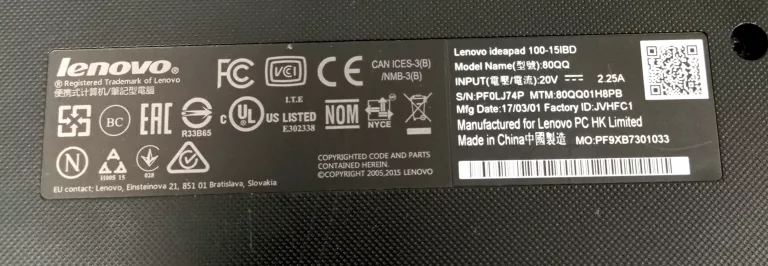 lenovo®
® Registered Trademark of Lenovo
便携式计算机/筆記型電腦
FC
VCI
CE
CAN ICES-3(B)
/NMB-3(B)
BC
EAC
R33B65
c UL US LISTED
I.T.E
E302338
NOM
NYCE
N
H005 15
028
21
COPYRIGHTED CODE AND PARTS
CONTAINED HEREIN.
©COPYRIGHT 2005,2015 LENOVO
EU contact: Lenovo, Einsteinova 21, 851 01 Bratislava, Slovakia
Lenovo ideapad 100-15IBD
Model Name(型號):80QQ
INPUT(電壓/電流):20V ⎓ 2.25A
S/N:PF0LJ74P MTM:80QQ01H8PB
Mfg Date:17/03/01 Factory ID:JVHFC1
Manufactured for Lenovo PC HK Limited
Made in China中國製造 MO:PF9XB7301033